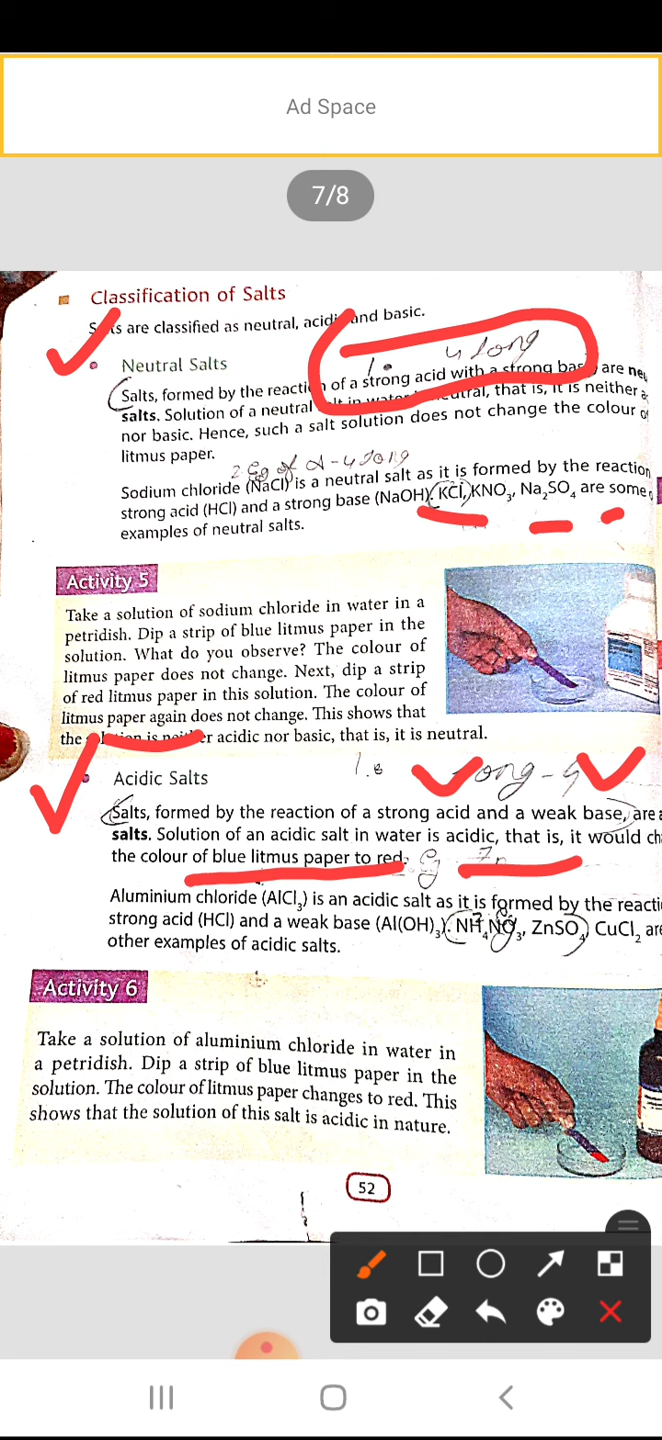 Ad Space
7/8
Classification of Salts
are classified as neutral, and basic.
Neutral Salts
Salts, formed by the of a strong acid with a strong are
salts. Solution of a neutral that is, it is neither
nor basic. Hence, such a salt solution does not change the colour
litmus paper.
Sodium chloride (NaCl) is a neutral salt as it is formed by the reaction
strong acid (HCl) and a strong base (NaOH). KCl, KNO₃, Na₂SO₄ are some
examples of neutral salts.
Activity 5
Take a solution of sodium chloride in water in a
petridish. Dip a strip of blue litmus paper in the
solution. What do you observe? The colour of
litmus paper does not change. Next, dip a strip
of red litmus paper in this solution. The colour of
litmus paper again does not change. This shows that
the is acidic nor basic, that is, it is neutral.
Acidic Salts
Salts, formed by the reaction of a strong acid and a weak base, are
salts. Solution of an acidic salt in water is acidic, that is, it would
the colour of blue litmus paper to red.
Aluminium chloride (AlCl₃) is an acidic salt as it is formed by the
strong acid (HCl) and a weak base (Al(OH)₃). NH₄NO₃, ZnSO₄, CuCl₂
other examples of acidic salts.
Activity 6
Take a solution of aluminium chloride in water in
a petridish. Dip a strip of blue litmus paper in the
solution. The colour of litmus paper changes to red. This
shows that the solution of this salt is acidic in nature.
52